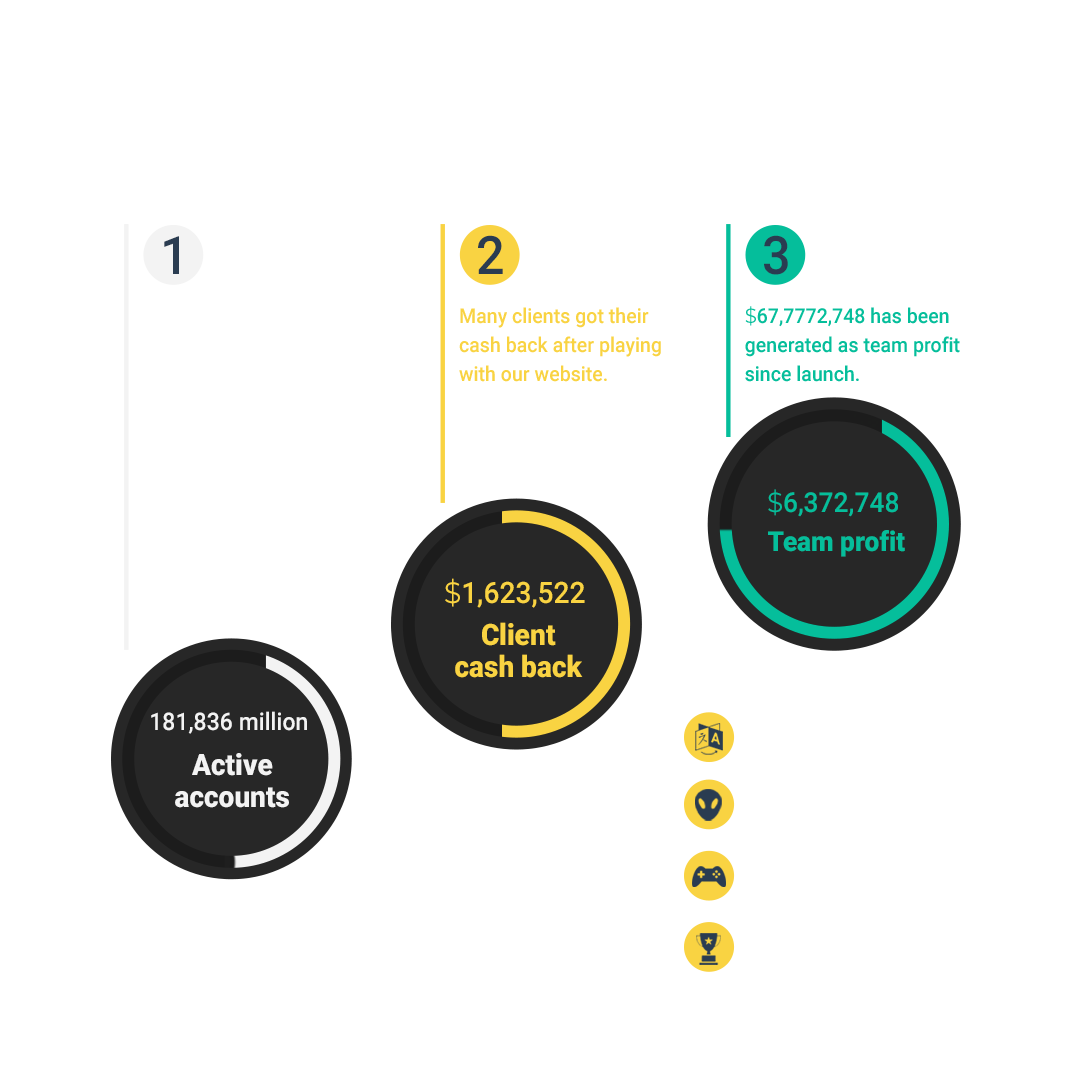 1
2
Many clients got their
cash back after playing
with our website.
3
$67,7772,748 has been
generated as team profit
since launch.
$6,372,748
Team profit
$1,623,522
Client
cash back
181,836 million
Active
accounts